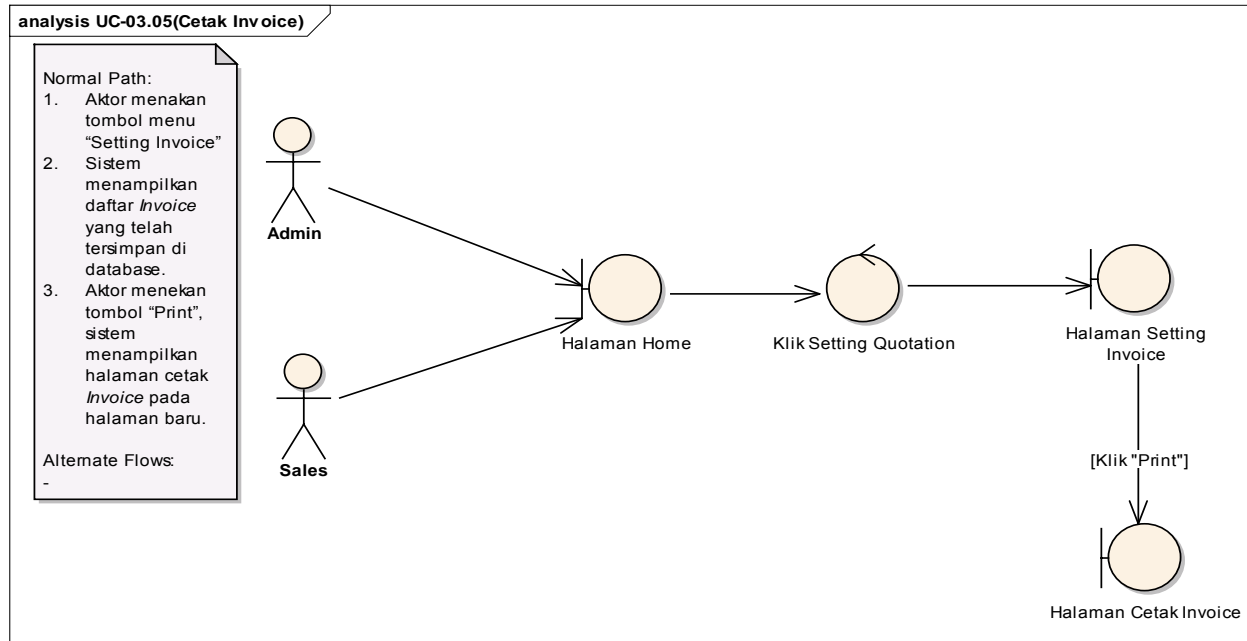 analysis UC-03.05(Cetak Invoice)
Normal Path:
1. Aktor menakan
tombol menu
“Setting Invoice”
2. Sistem
menampilkan
daftar Invoice
yang telah
tersimpan di
database.
3. Aktor menekan
tombol “Print”,
sistem
menampilkan
halaman cetak
Invoice pada
halaman baru.
Alternate Flows:
-
Admin
Sales
Halaman Home
Klik Setting Quotation
Halaman Setting
Invoice
[Klik "Print"]
Halaman Cetak Invoice